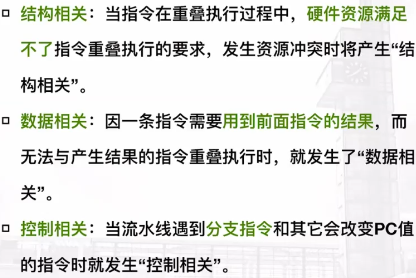 ▫ 结构相关：当指令在重叠执行过程中，硬件资源满足
不了指令重叠执行的要求，发生资源冲突时将产生“结
构相关”。
▫ 数据相关：因一条指令需要用到前面指令的结果，而
无法与产生结果的指令重叠执行时，就发生了“数据相
关”。
▫ 控制相关：当流水线遇到分支指令和其它会改变PC值
的指令时就发生“控制相关”。